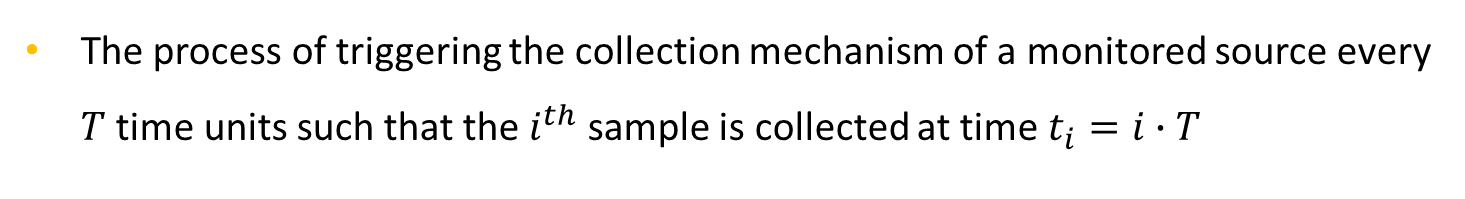 • The process of triggering the collection mechanism of a monitored source every
T time units such that the i^{th} sample is collected at time t_i = i · T